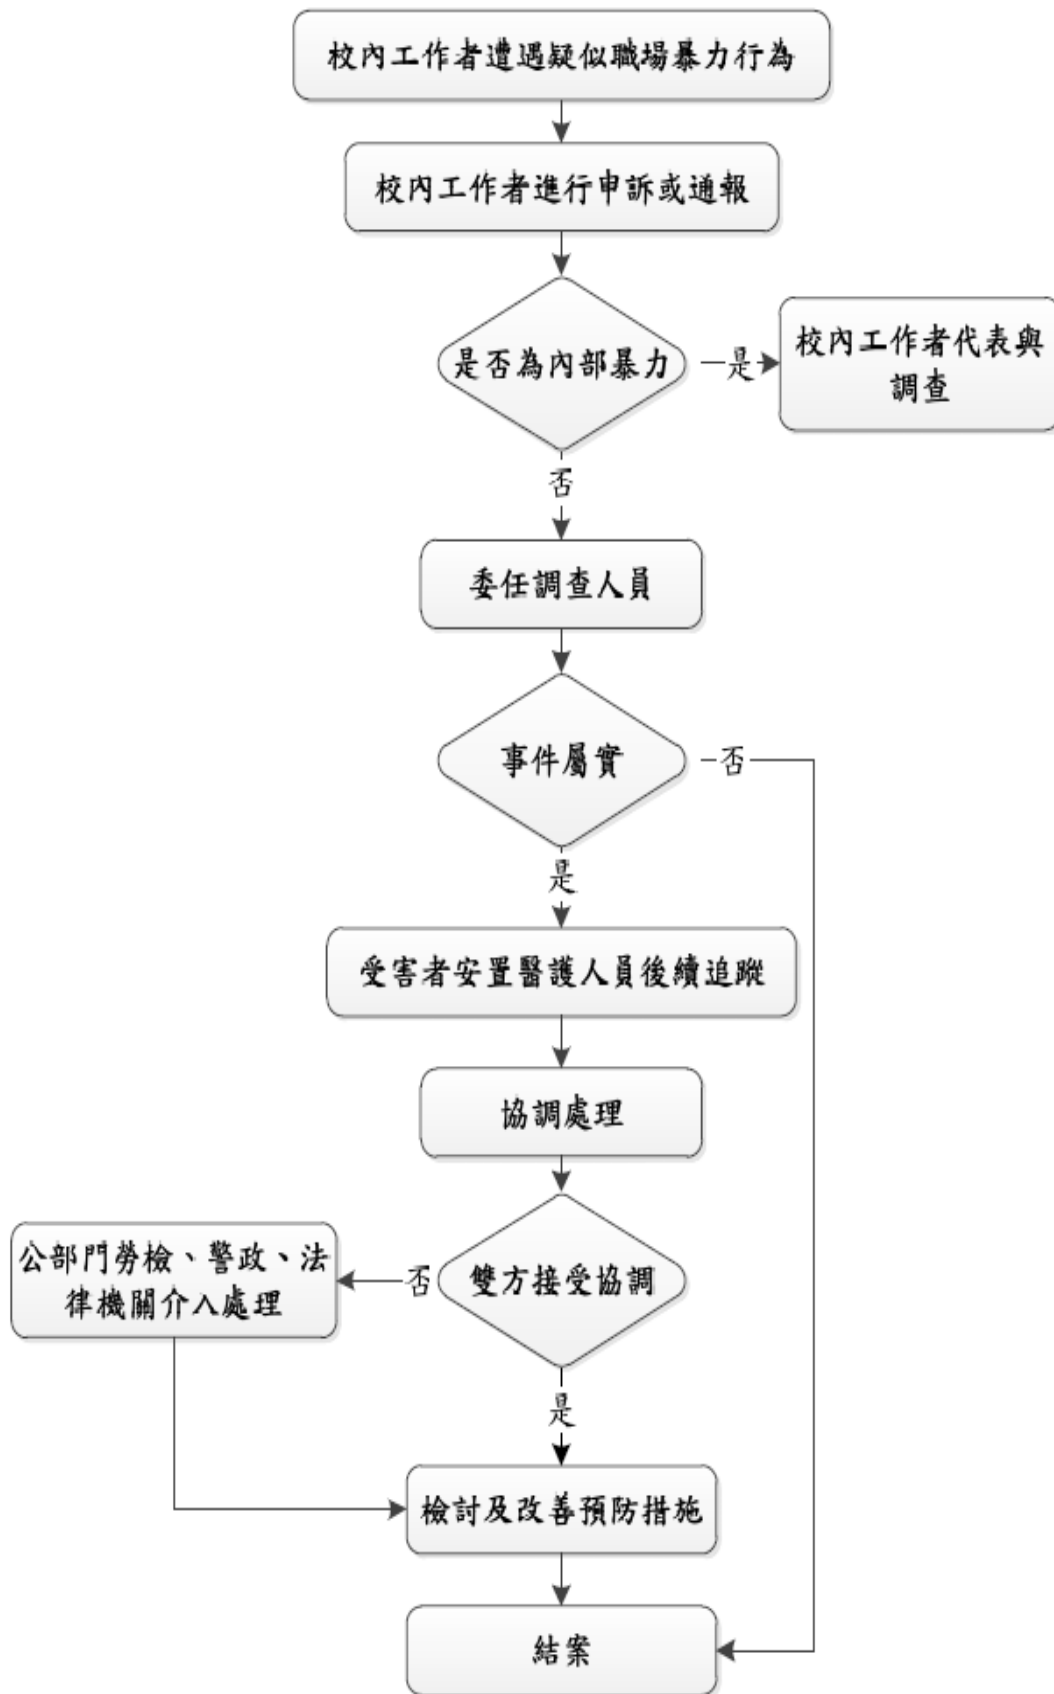 校內工作者遭遇疑似職場暴力行為
校內工作者進行申訴或通報
是否為內部暴力
是
校內工作者代表與
調查
否
委任調查人員
事件屬實
否
是
受害者安置醫護人員後續追蹤
協調處理
雙方接受協調
否
公部門勞檢、警政、法
律機關介入處理
是
檢討及改善預防措施
結案